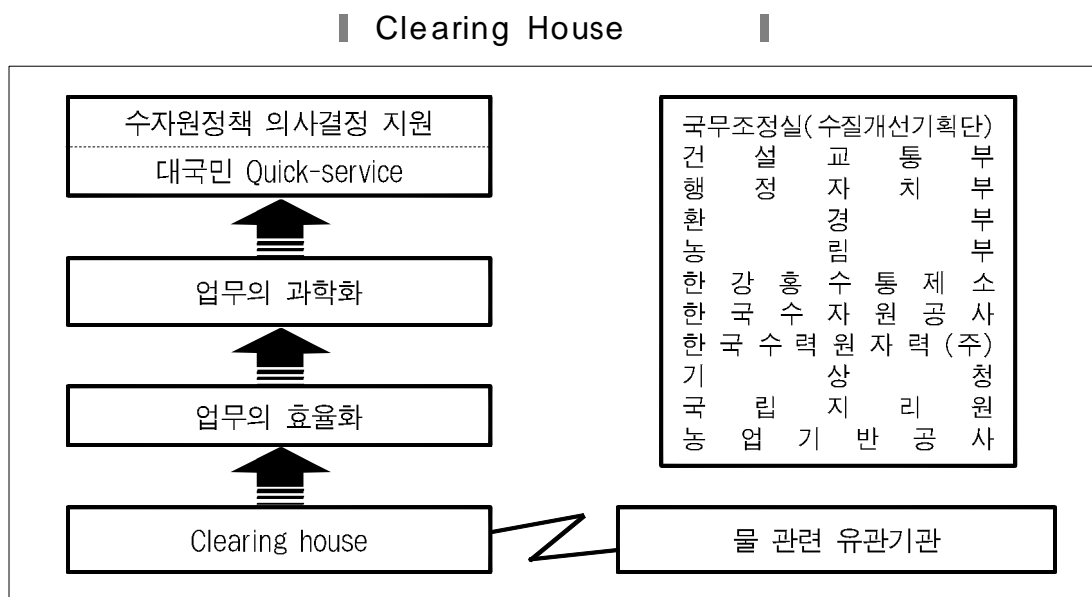 Clearing House
수자원정책 의사결정 지원
대국민 Quick-service
업무의 과학화
업무의 효율화
Clearing house
국무조정실(수질개선기획단)
건설교통부
행정자치부
환경부
농림부
한강홍수통제소
한국수자원공사
한국수력원자력(주)
기상청
국립지리원
농업기반공사
물 관련 유관기관